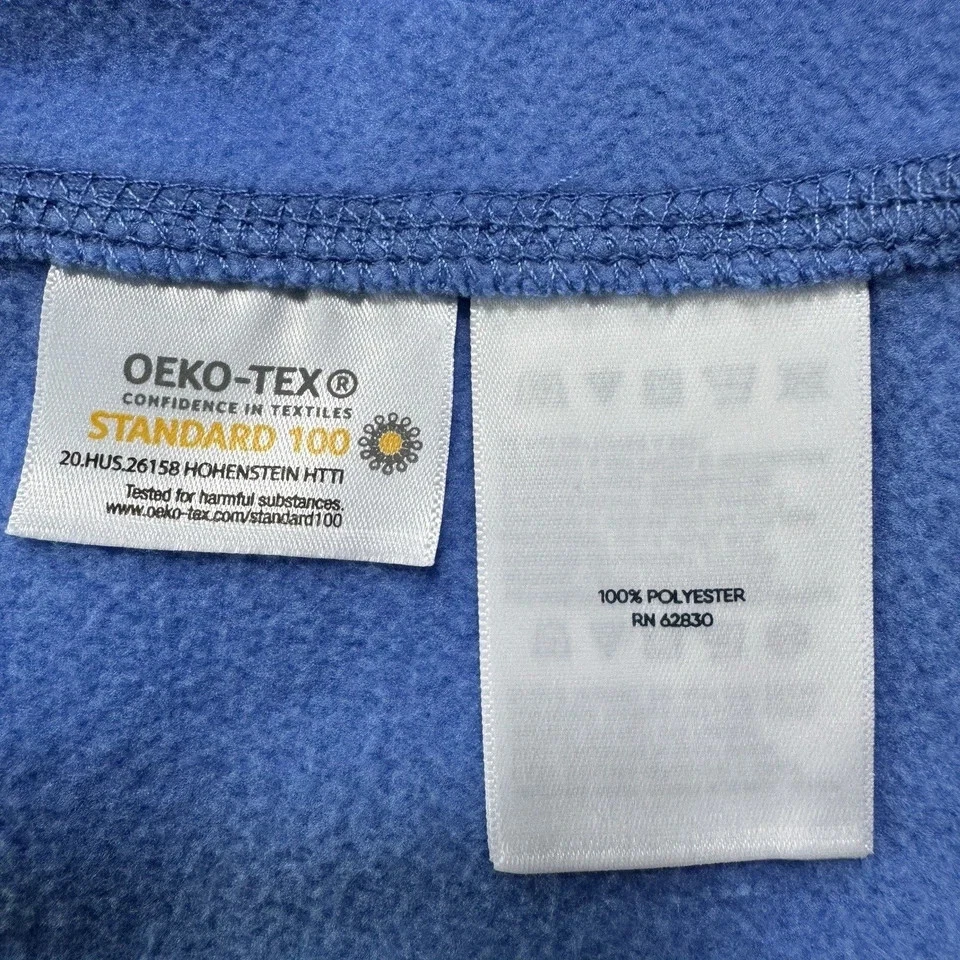 OEKO-TEX®
CONFIDENCE IN TEXTILES
STANDARD 100
20.HUS.26158 HOHENSTEIN HTTI
Tested for harmful substances.
www.oeko-tex.com/standard100
100% POLYESTER
RN 62830